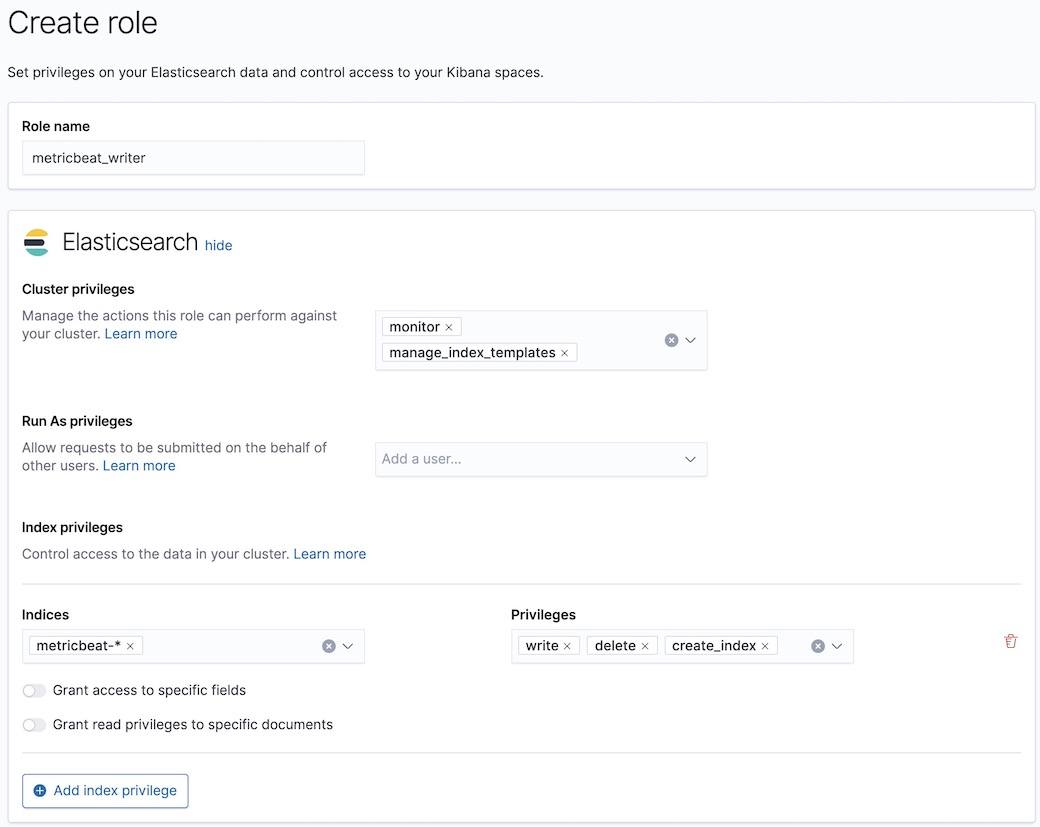 Create role
Set privileges on your Elasticsearch data and control access to your Kibana spaces.
Role name
metricbeat_writer
Elasticsearch hide
Cluster privileges
Manage the actions this role can perform against
your cluster. Learn more
monitor ×
manage_index_templates ×
Run As privileges
Allow requests to be submitted on the behalf of
other users. Learn more
Add a user...
Index privileges
Control access to the data in your cluster. Learn more
Indices
metricbeat-* ×
Privileges
write × delete × create_index ×
Grant access to specific fields
Grant read privileges to specific documents
Add index privilege